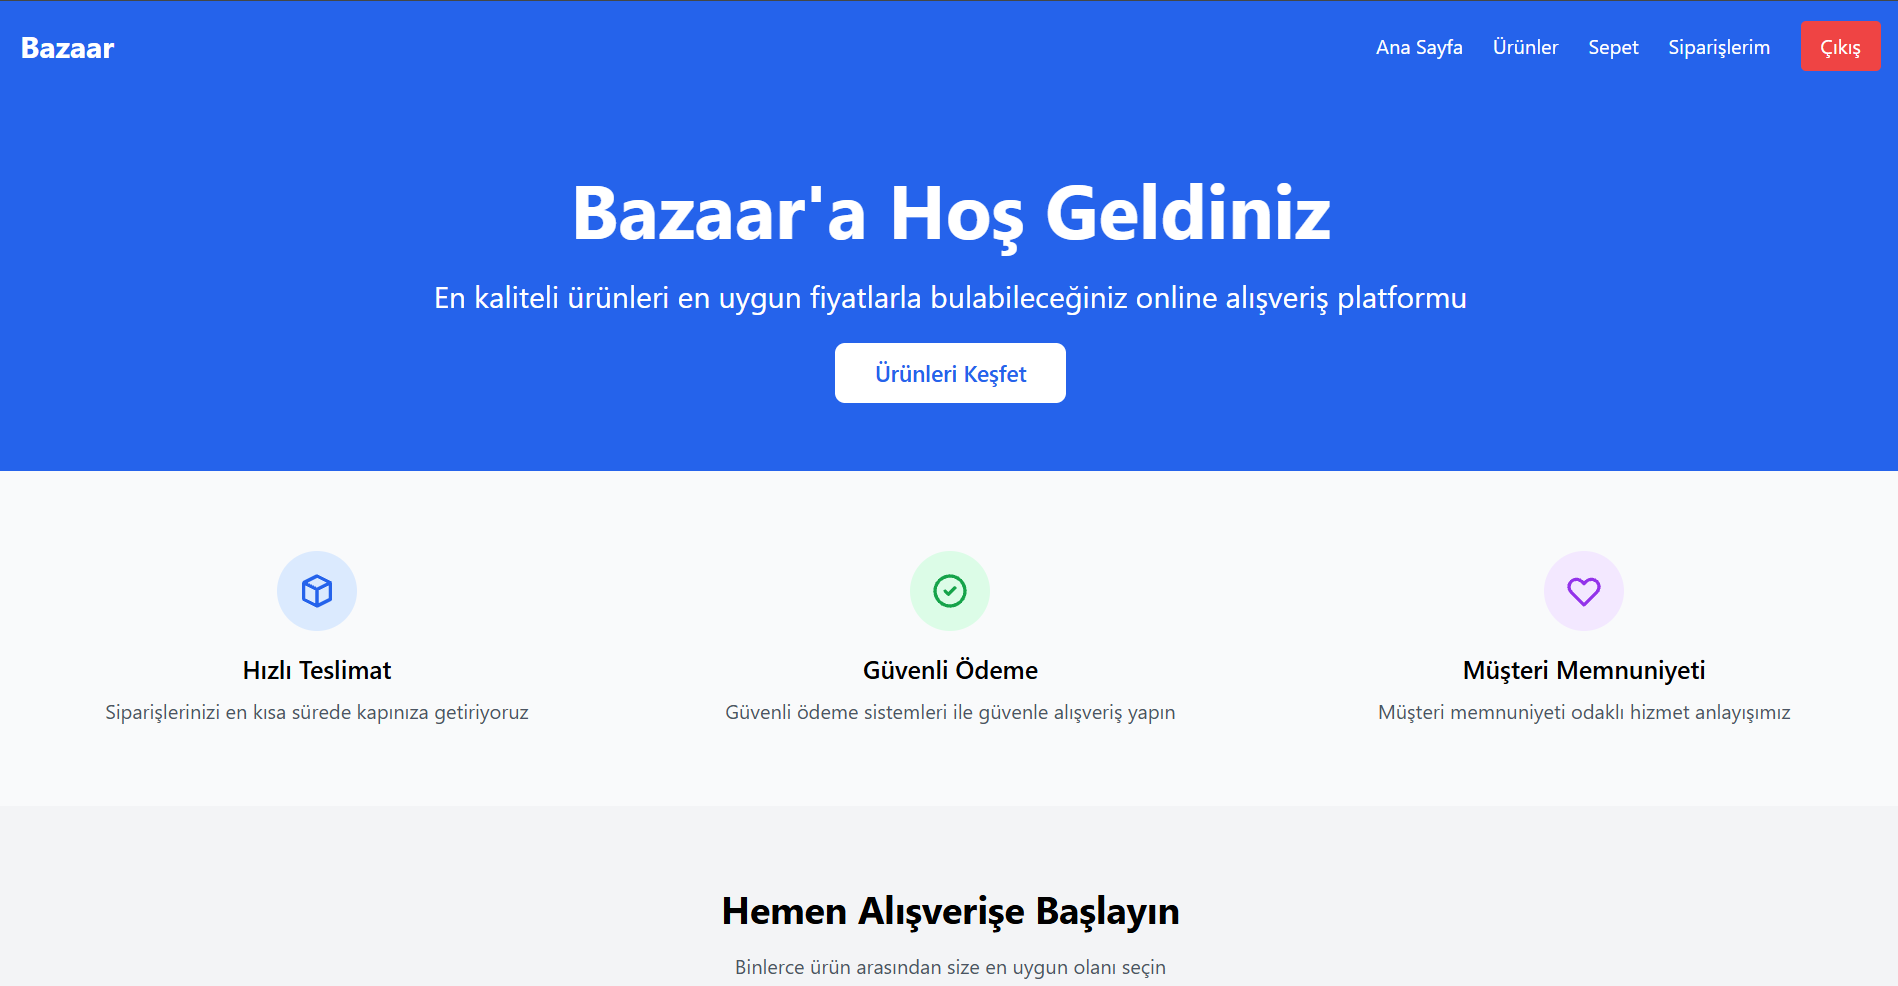 Bazaar
Ana Sayfa Ürünler Sepet Siparişlerim Çıkış
Bazaar'a Hoş Geldiniz
En kaliteli ürünleri en uygun fiyatlarla bulabileceğiniz online alışveriş platformu
Ürünleri Keşfet
Hızlı Teslimat
Siparişlerinizi en kısa sürede kapınıza getiriyoruz
Güvenli Ödeme
Güvenli ödeme sistemleri ile güvenle alışveriş yapın
Müşteri Memnuniyeti
Müşteri memnuniyeti odaklı hizmet anlayışımız
Hemen Alışverişe Başlayın
Binlerce ürün arasından size en uygun olanı seçin